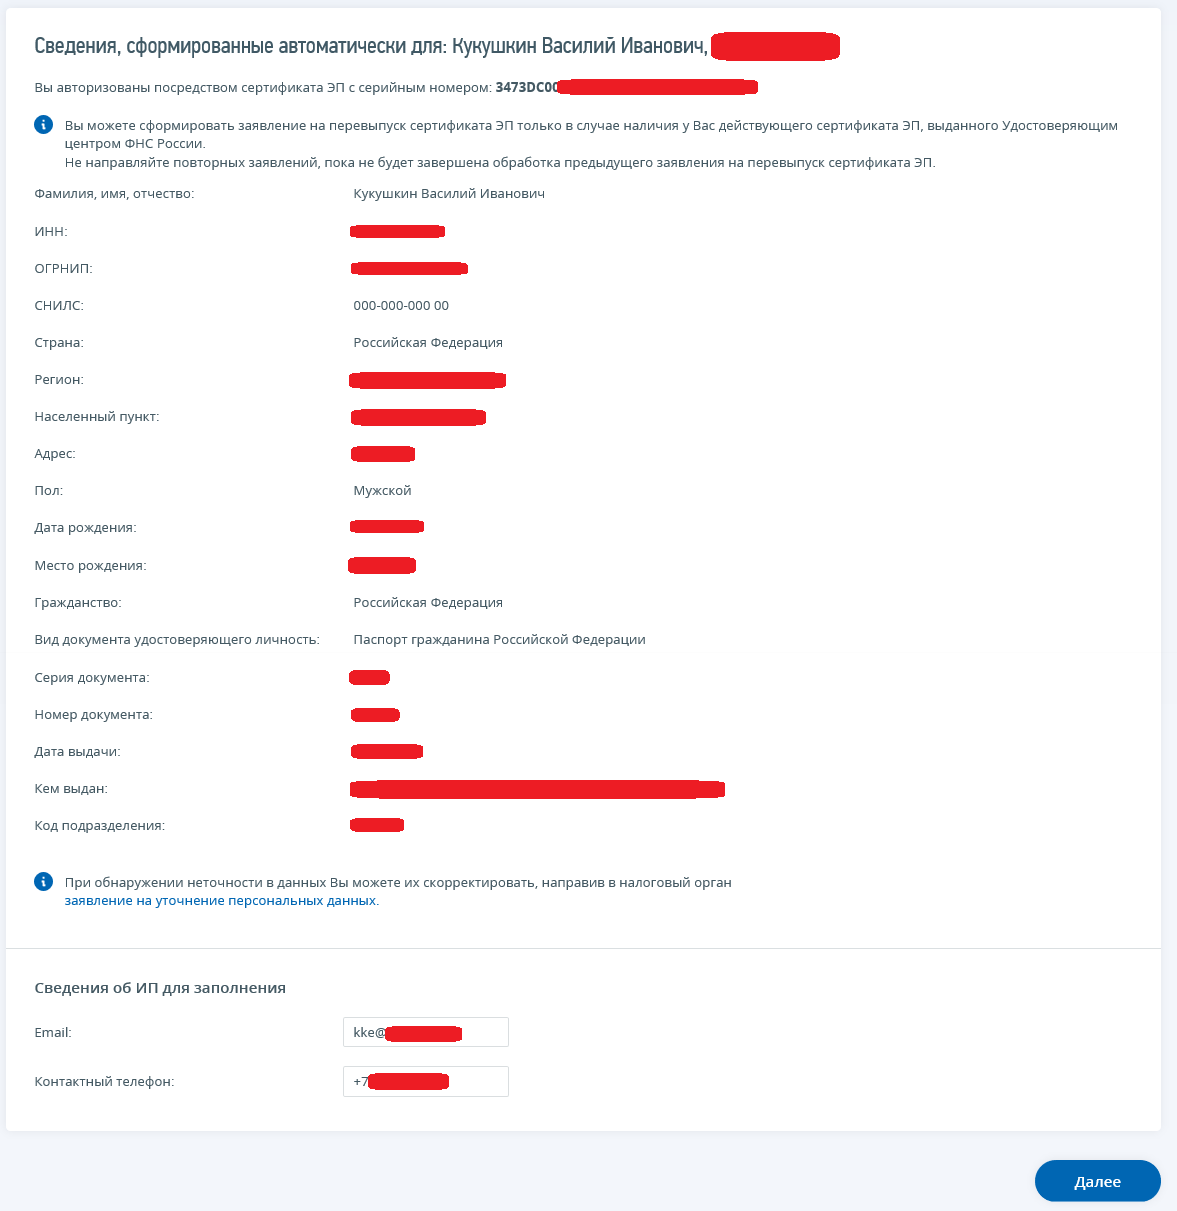 Сведения, сформированные автоматически для: Кукушкин Василий Иванович,
Вы авторизованы посредством сертификата ЭП с серийным номером: 3473DC00
Вы можете сформировать заявление на перевыпуск сертификата ЭП только в случае наличия у Вас действующего сертификата ЭП, выданного Удостоверяющим
центром ФНС России.
Не направляйте повторных заявлений, пока не будет завершена обработка предыдущего заявления на перевыпуск сертификата ЭП.
Фамилия, имя, отчество: Кукушкин Василий Иванович
ИНН:
ОГРНИП:
СНИЛС: 000-000-000 00
Страна: Российская Федерация
Регион:
Населенный пункт:
Адрес:
Пол: Мужской
Дата рождения:
Место рождения:
Гражданство: Российская Федерация
Вид документа удостоверяющего личность: Паспорт гражданина Российской Федерации
Серия документа:
Номер документа:
Дата выдачи:
Кем выдан:
Код подразделения:
При обнаружении неточности в данных Вы можете их скорректировать, направив в налоговый орган
заявление на уточнение персональных данных.
Сведения об ИП для заполнения
Email: kke@
Контактный телефон: +7
Далее